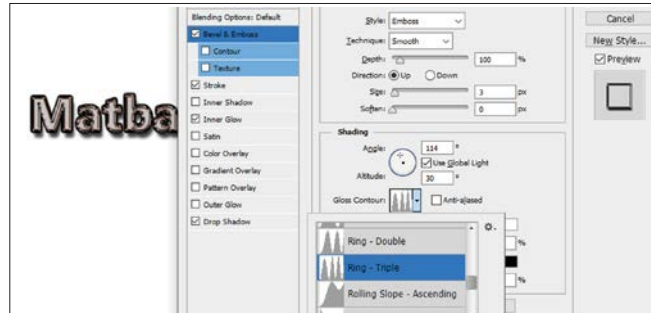 Matba
Blending Options: Default
Bevel & Emboss
Contour
Texture
Stroke
Inner Shadow
Inner Glow
Satin
Color Overlay
Gradient Overlay
Pattern Overlay
Outer Glow
Drop Shadow
Style: Emboss
Technique: Smooth
Depth: 100 %
Direction: Up Down
Size: 3 px
Soften: 0 px
Shading
Angle: 114 °
Use Global Light
Altitude: 30 °
Gloss Contour: Anti-aliased
%
%
Ring - Double
Ring - Triple
Rolling Slope - Ascending
Cancel
New Style...
Preview